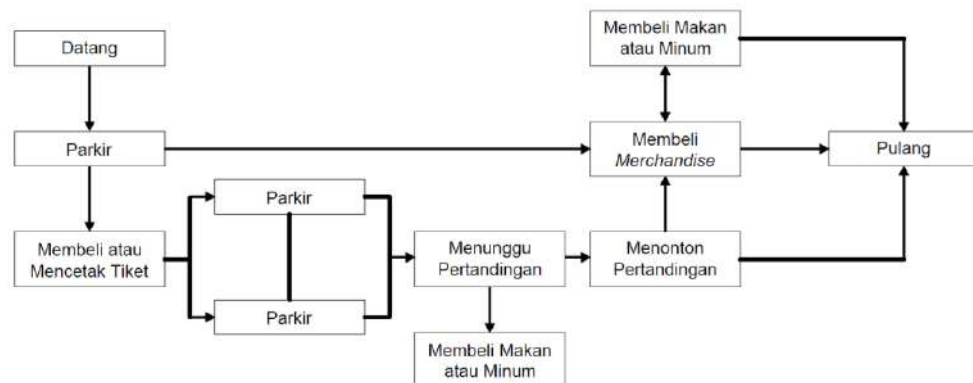 Datang
Membeli Makan
atau Minum
Parkir
Membeli
Merchandise
Pulang
Parkir
Membeli atau
Mencetak Tiket
Menunggu
Pertandingan
Menonton
Pertandingan
Parkir
Membeli Makan
atau Minum